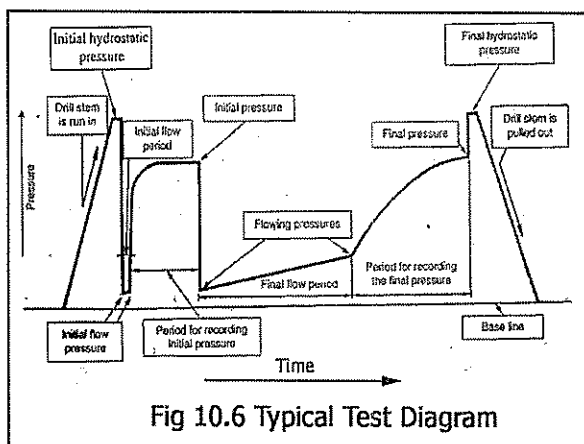 Initial hydrostatic
pressure
Final hydrostatic
pressure
Drill stem
is run in
Initial flow
period
Initial pressure
Final pressure
Drill stem is
pulled out
Pressure
Flowing pressures
Final flow period
Period for recording
the final pressure
Initial flow
pressure
Period for recording
Initial pressure
Base line
Time
Fig 10.6 Typical Test Diagram